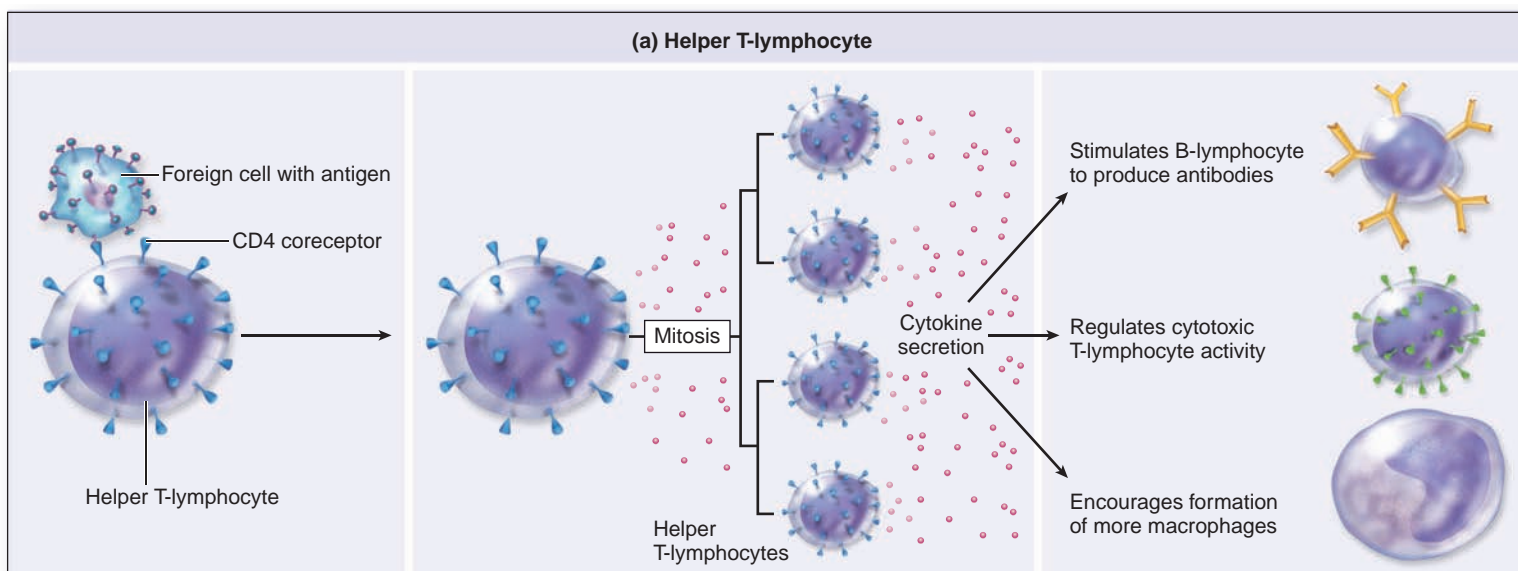 (a) Helper T-lymphocyte
Foreign cell with antigen
CD4 coreceptor
Helper T-lymphocyte
Mitosis
Helper
T-lymphocytes
Cytokine
secretion
Stimulates B-lymphocyte
to produce antibodies
Regulates cytotoxic
T-lymphocyte activity
Encourages formation
of more macrophages